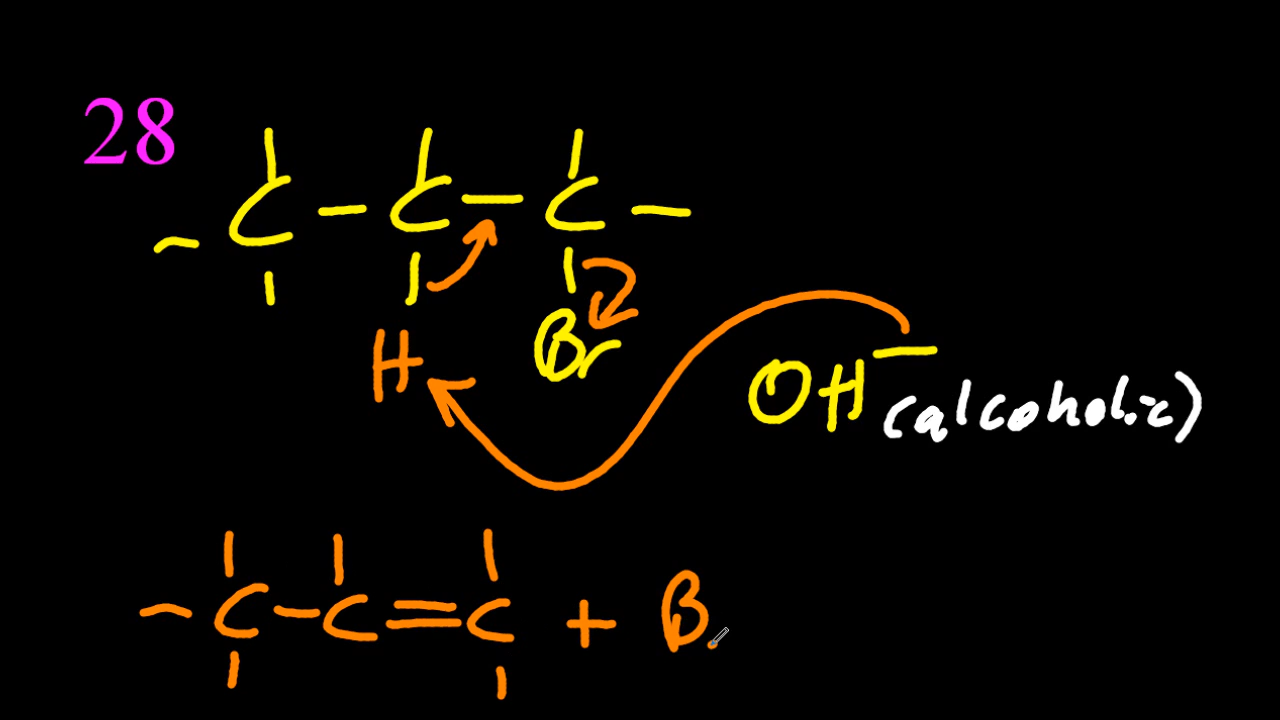 28
C - C - C -
H Br OH⁻ (alcoholic)
- C - C = C + B